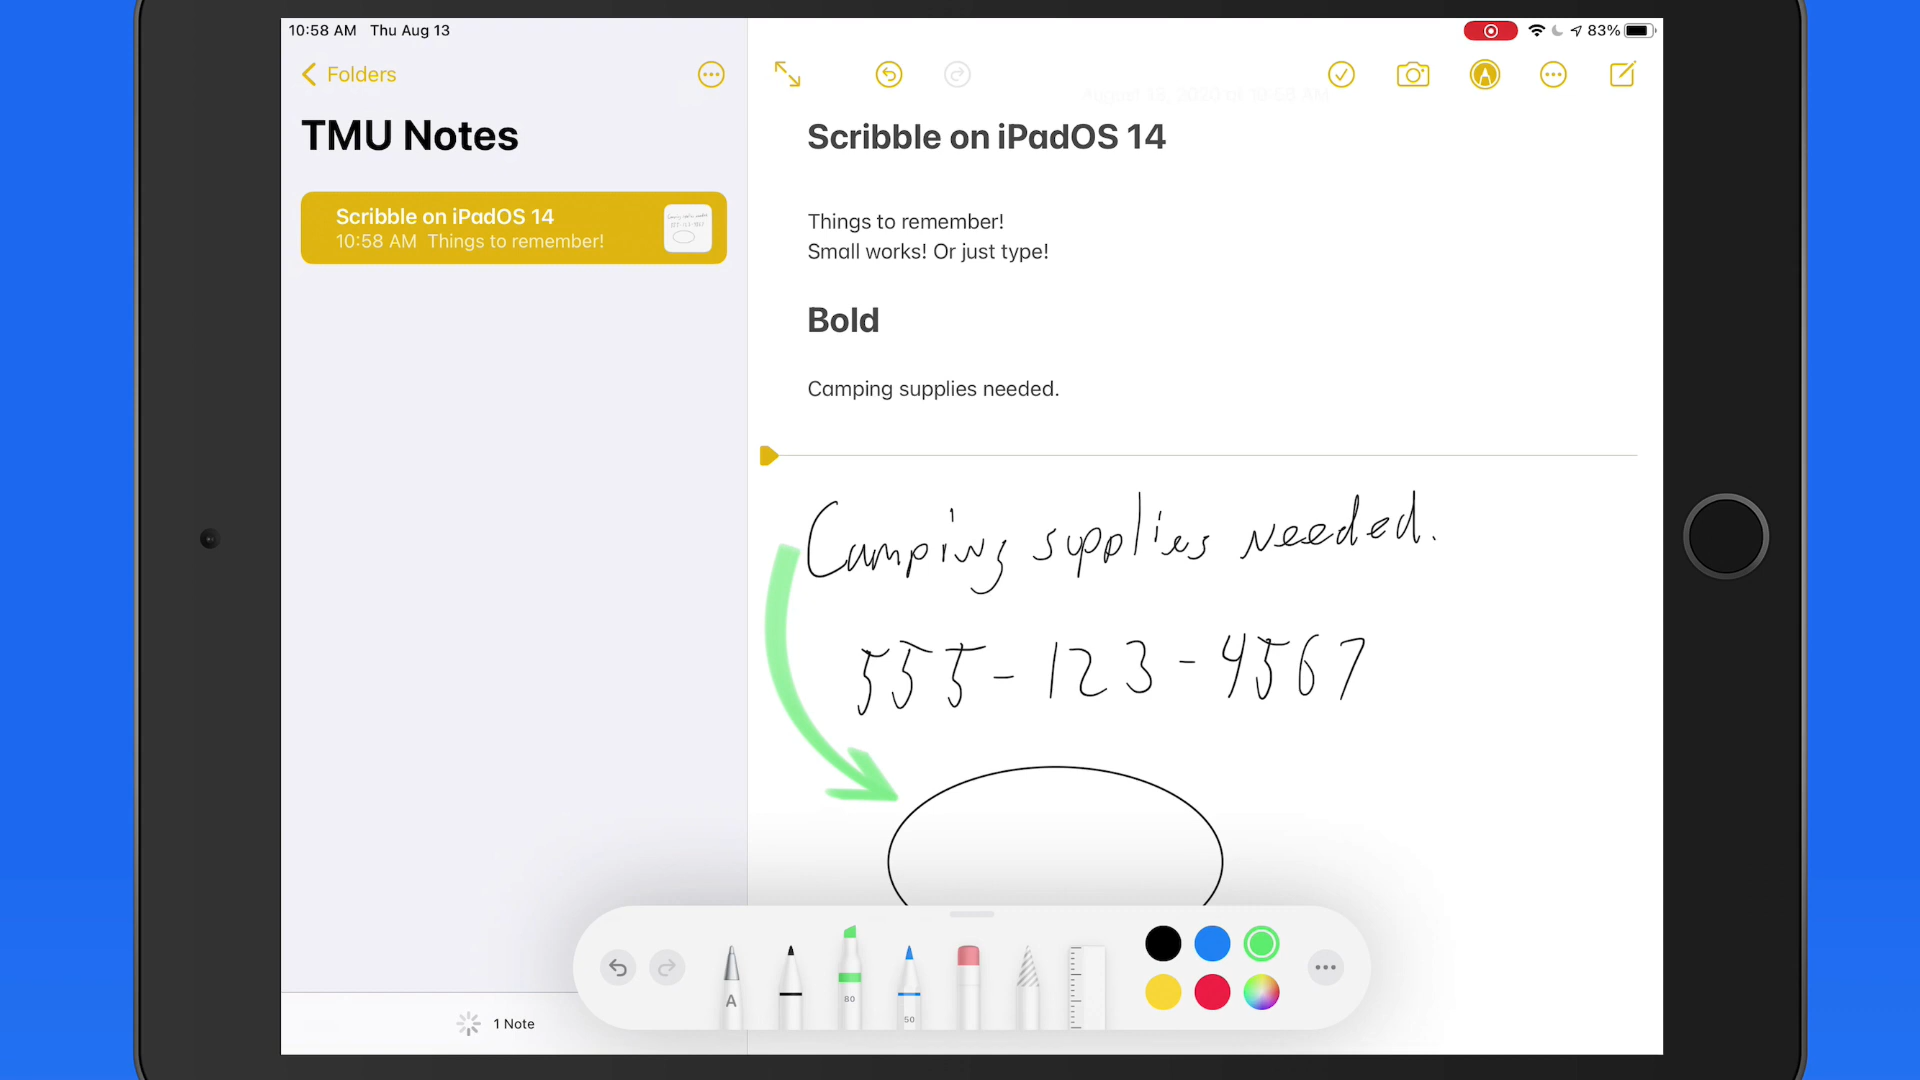 10:58 AM Thu Aug 13
83%
Folders
TMU Notes
Scribble on iPadOS 14
10:58 AM Things to remember!
1 Note
Scribble on iPadOS 14
Things to remember!
Small works! Or just type!
Bold
Camping supplies needed.
Camping supplies needed.
555-123-4567
A
80
50